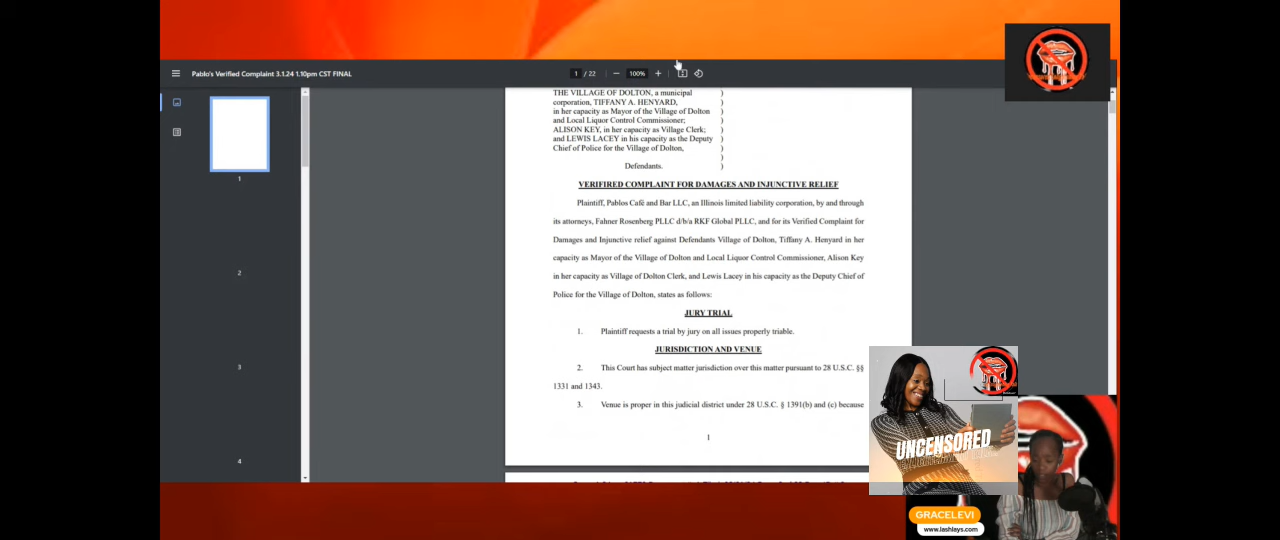 Pablo's Verified Complaint 3.1.24 1.10pm CST FINAL
1 / 22
100%
THE VILLAGE OF DOLTON, a municipal )
corporation, TIFFANY A. HENYARD, )
in her capacity as Mayor of the Village of Dolton )
and Local Liquor Control Commissioner; )
ALISON KEY, in her capacity as Village Clerk; )
and LEWIS LACEY in his capacity as the Deputy )
Chief of Police for the Village of Dolton, )
)
Defendants. )
VERIFIRED COMPLAINT FOR DAMAGES AND INJUNCTIVE RELIEF
Plaintiff, Pablos Café and Bar LLC, an Illinois limited liability corporation, by and through
its attorneys, Fahner Rosenberg PLLC d/b/a RKF Global PLLC, and for its Verified Complaint for
Damages and Injunctive relief against Defendants Village of Dolton, Tiffany A. Henyard in her
capacity as Mayor of the Village of Dolton and Local Liquor Control Commissioner, Alison Key
in her capacity as Village of Dolton Clerk, and Lewis Lacey in his capacity as the Deputy Chief of
Police for the Village of Dolton, states as follows:
JURY TRIAL
1. Plaintiff requests a trial by jury on all issues properly triable.
JURISDICTION AND VENUE
2. This Court has subject matter jurisdiction over this matter pursuant to 28 U.S.C. §§
1331 and 1343.
3. Venue is proper in this judicial district under 28 U.S.C. § 1391(b) and (c) because
1
1
2
3
4
UNCENSORED
GRACELEVI
www.lashlays.com